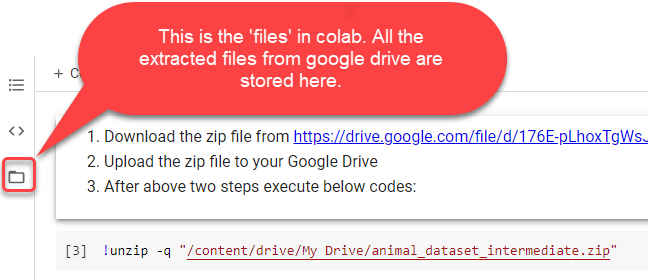 This is the 'files' in colab. All the
extracted files from google drive are
stored here.
+
1. Download the zip file from https://drive.google.com/file/d/176E-pLhoxTgWsJ
2. Upload the zip file to your Google Drive
3. After above two steps execute below codes:
[3] !unzip -q "/content/drive/My Drive/animal_dataset_intermediate.zip"